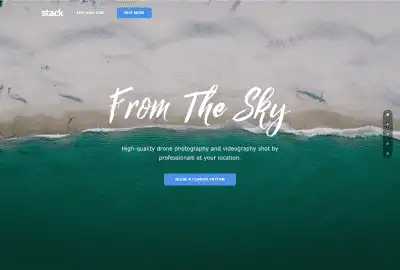 stack
BUY NOW
From The Sky
High-quality drone photography and videography shot by
professionals at your location.
BOOK A CONSULTATION